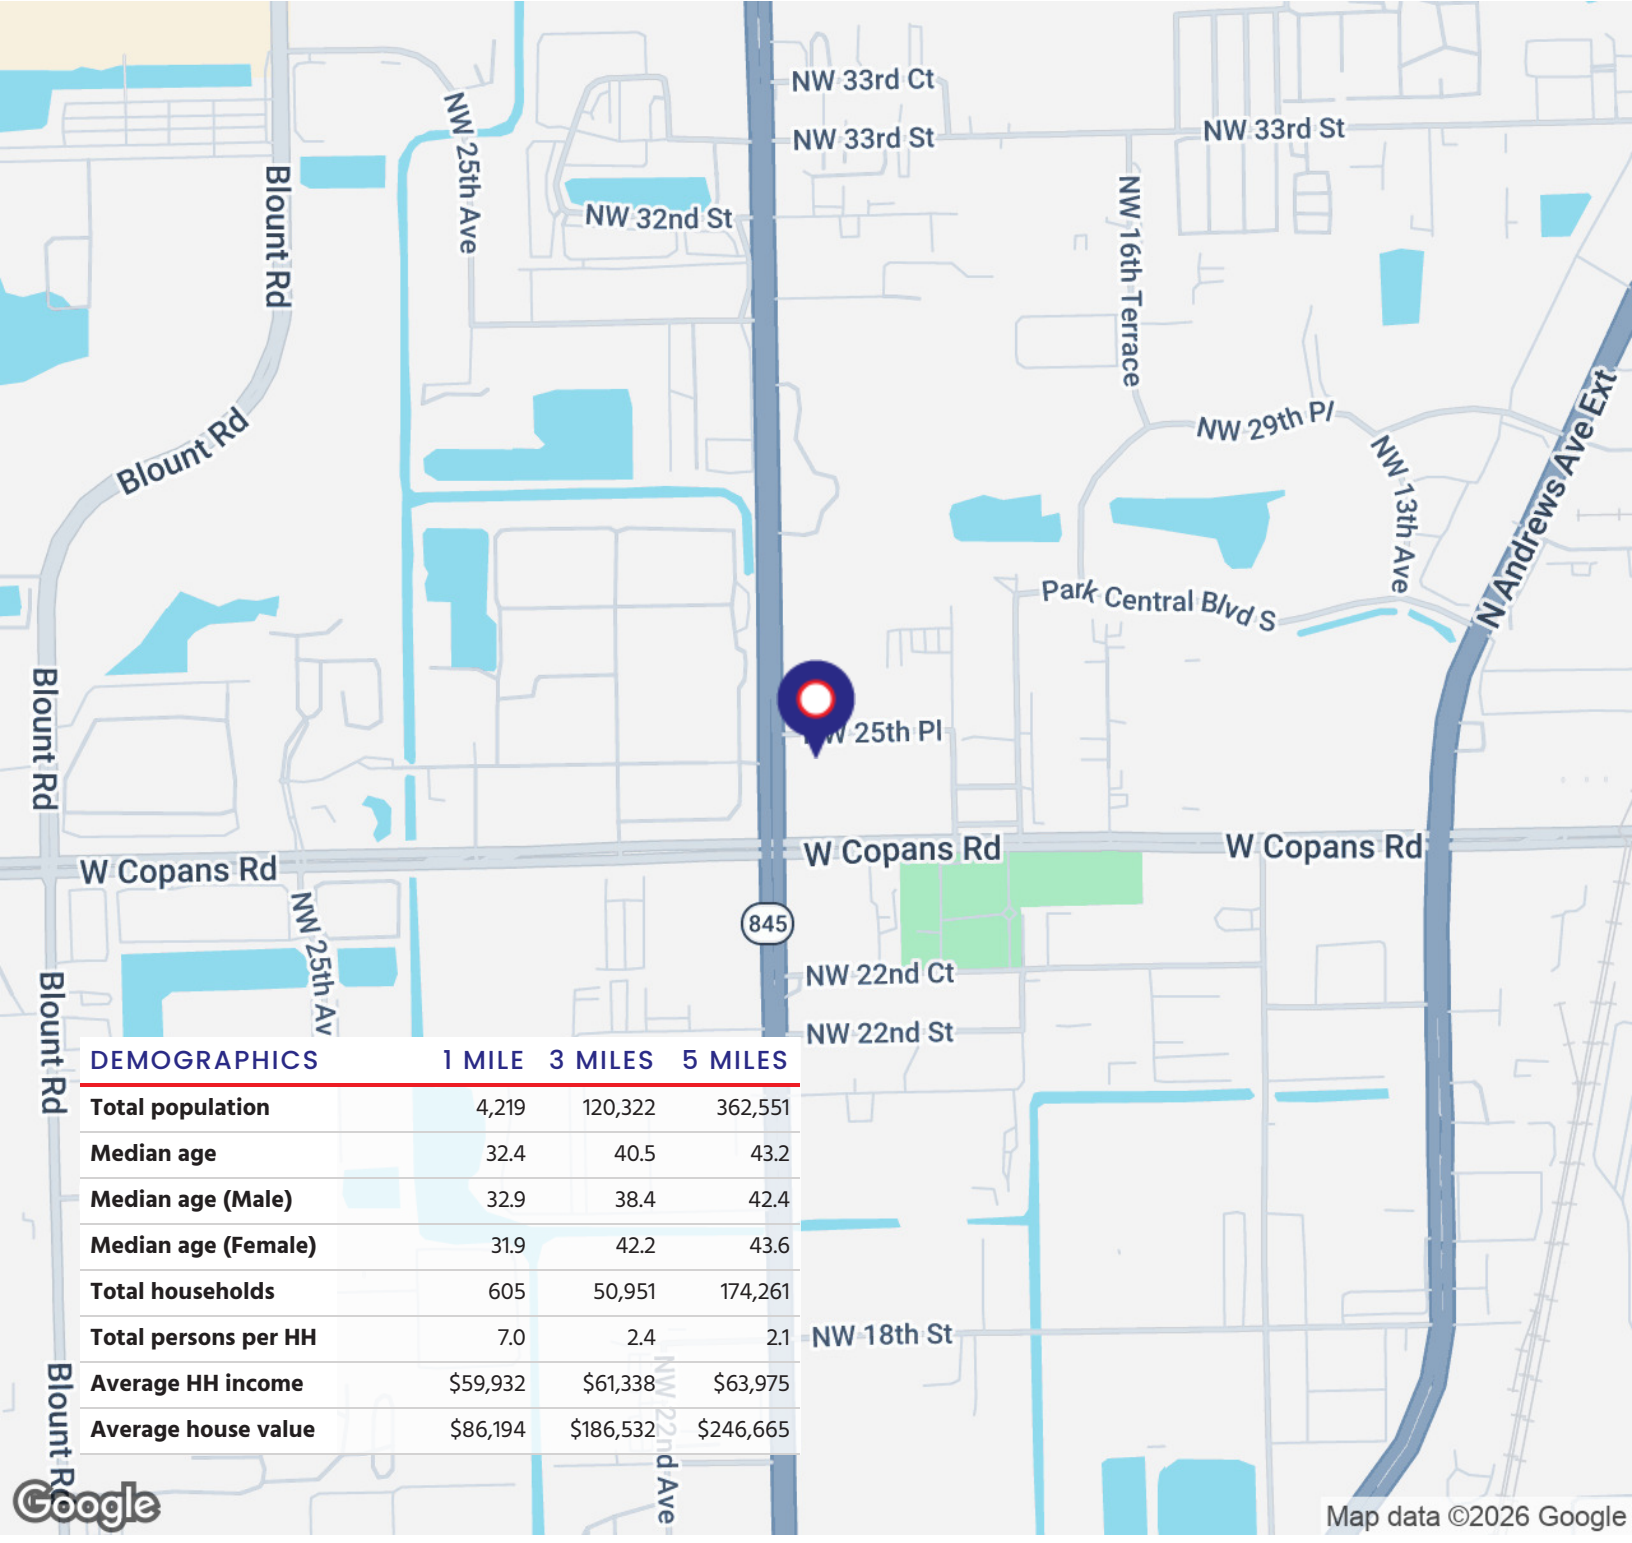 NW 33rd Ct
NW 33rd St
NW 33rd St
NW 25th Ave
Blount Rd
NW 32nd St
NW 16th Terrace
Blount Rd
NW 29th Pl
N Andrews Ave Ext
NW 13th Ave
Park Central Blvd S
Blount Rd
NW 25th Pl
W Copans Rd
W Copans Rd
W Copans Rd
845
NW 25th Av
NW 22nd Ct
Blount Rd
NW 22nd St
DEMOGRAPHICS 1 MILE 3 MILES 5 MILES
Total population 4,219 120,322 362,551
Median age 32.4 40.5 43.2
Median age (Male) 32.9 38.4 42.4
Median age (Female) 31.9 42.2 43.6
Total households 605 50,951 174,261
Total persons per HH 7.0 2.4 2.1
NW 18th St
Average HH income $59,932 $61,338 $63,975
Average house value $86,194 $186,532 $246,665
Blount Rd
NW 22nd Ave
Google
Map data ©2026 Google